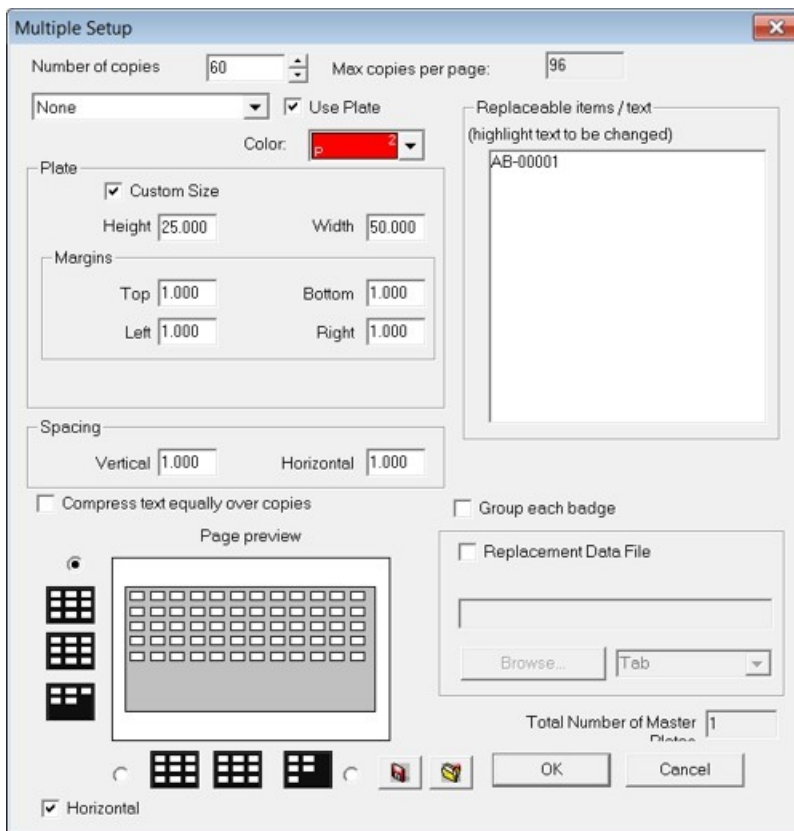 Multiple Setup
Number of copies 60 Max copies per page: 96
None Use Plate
Color: P 2
Replaceable items / text
(highlight text to be changed)
AB-00001
Plate
Custom Size
Height 25.000 Width 50.000
Margins
Top 1.000 Bottom 1.000
Left 1.000 Right 1.000
Spacing
Vertical 1.000 Horizontal 1.000
Compress text equally over copies
Group each badge
Page preview
Replacement Data File
Browse... Tab
Total Number of Master 1
Plates
OK Cancel
Horizontal